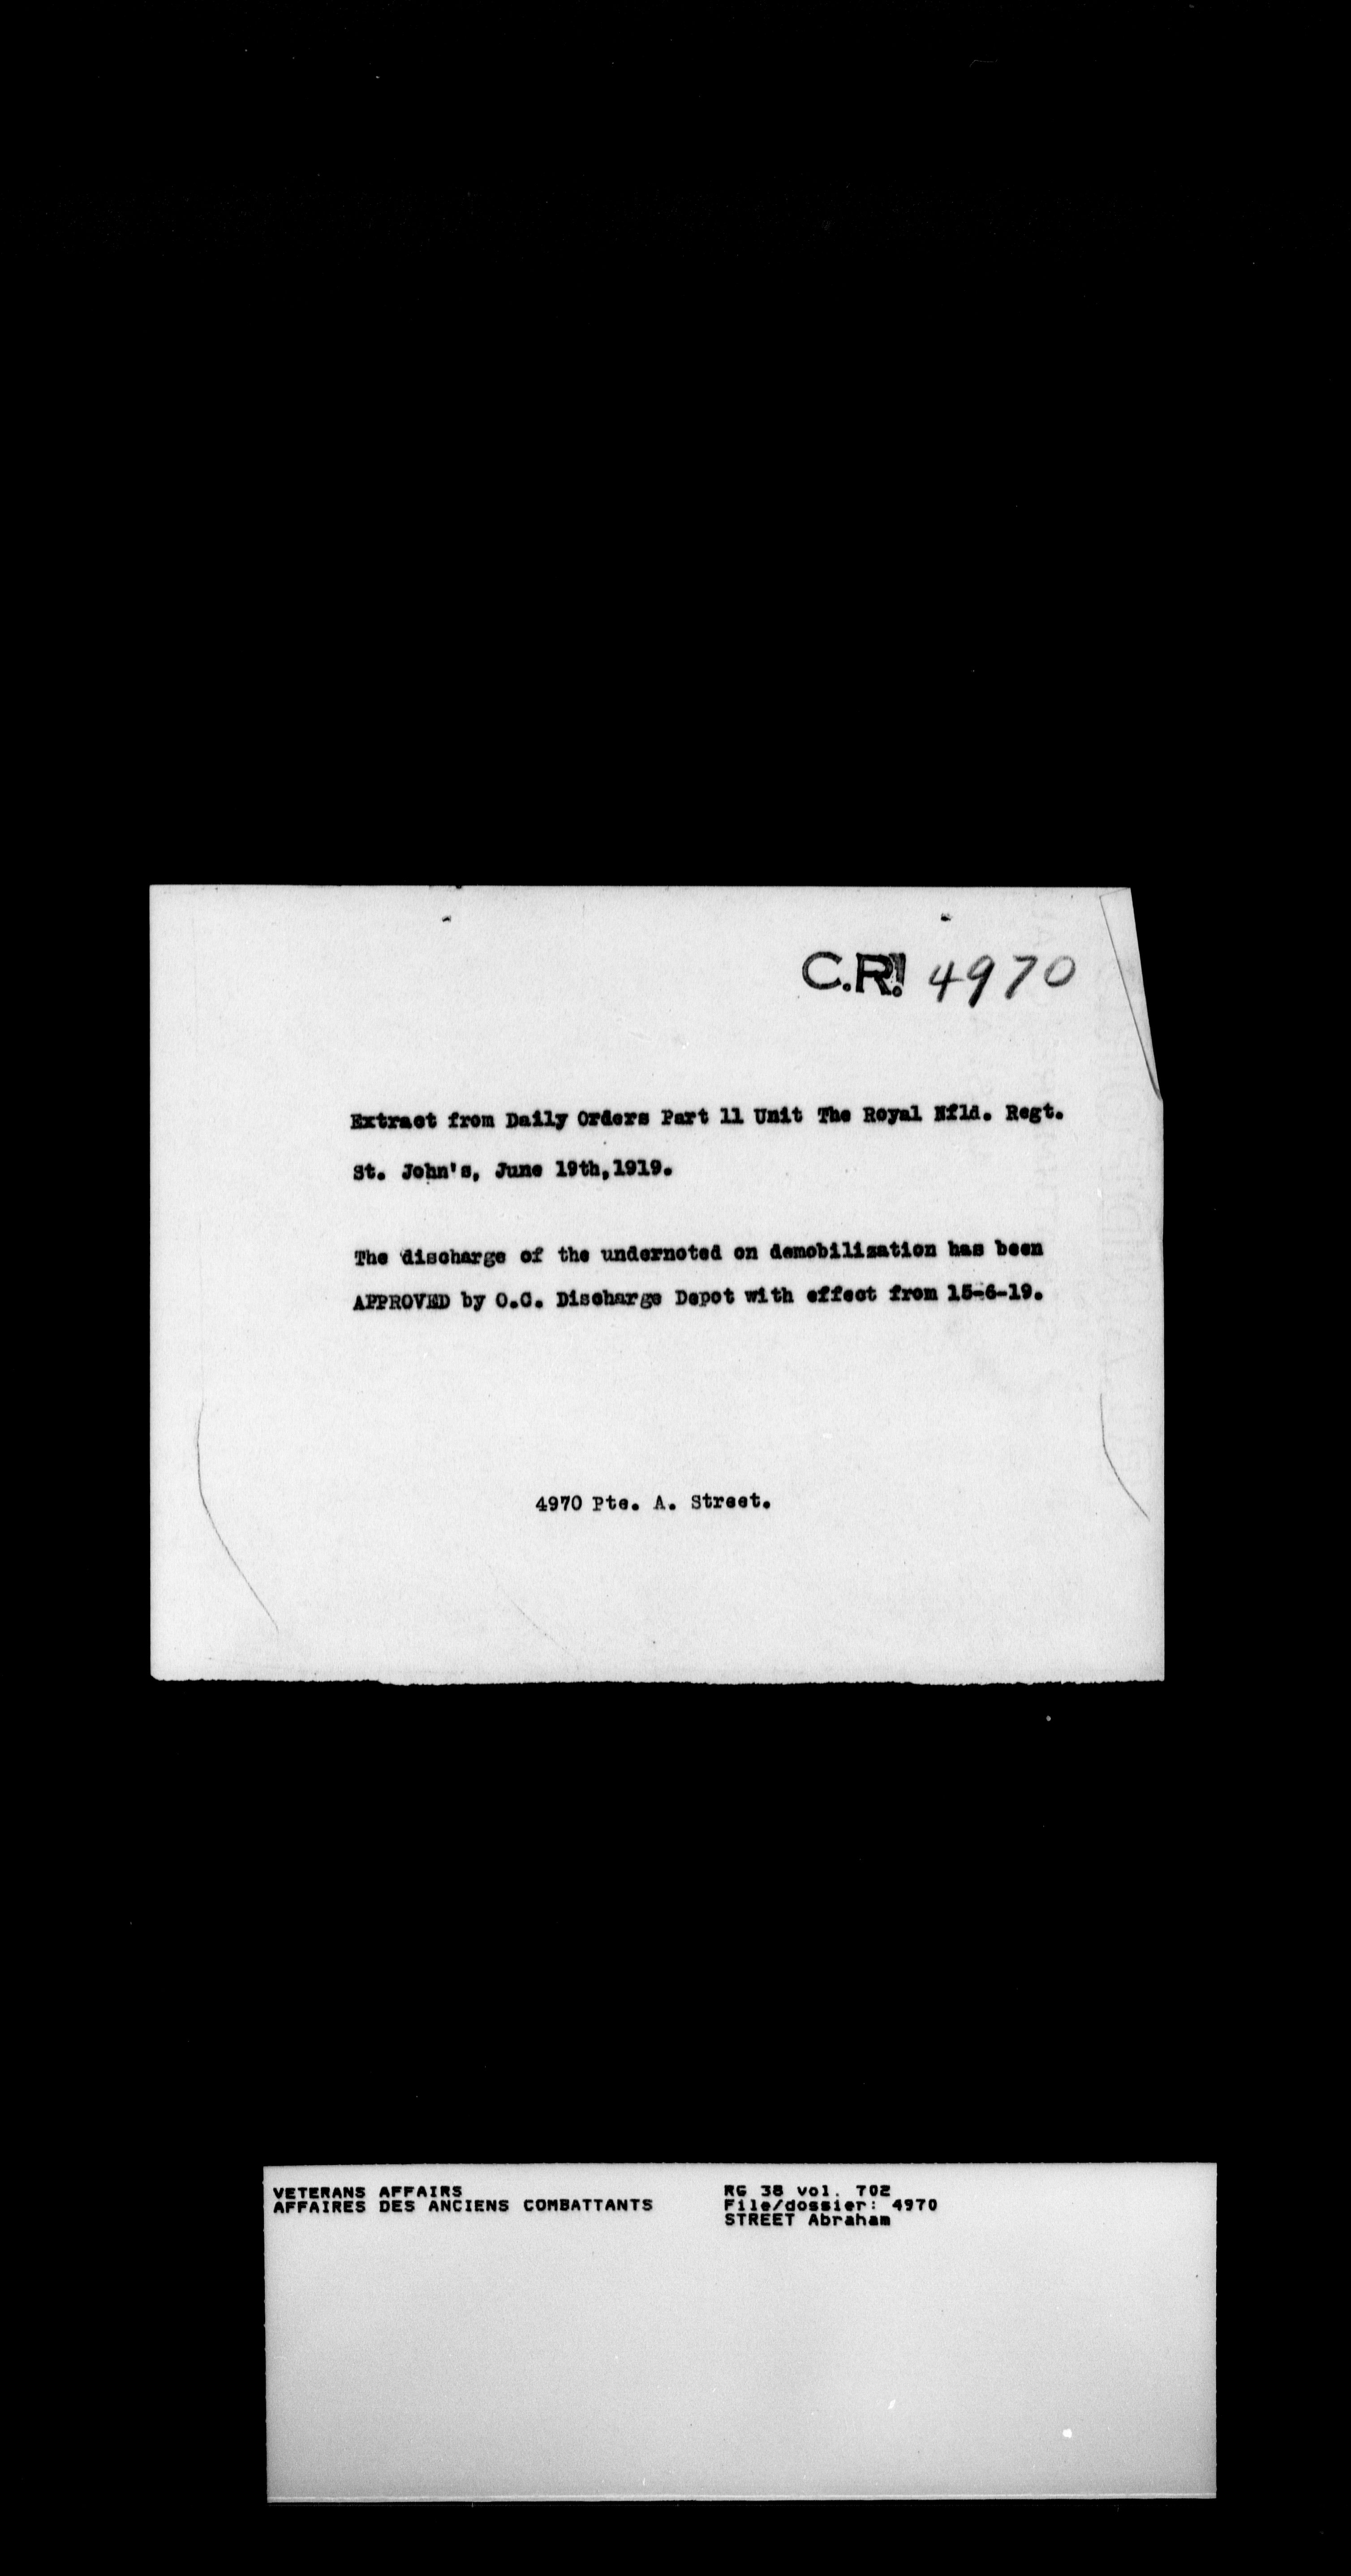 C.R! 4970
Extract from Daily Orders Part 11 Unit The Royal Nfld. Regt.
St. John's, June 19th,1919.
The discharge of the undernoted on demobilization has been
APPROVED by O.C. Discharge Depot with effect from 15-6-19.
4970 Pte. A. Street.
VETERANS AFFAIRS
AFFAIRES DES ANCIENS COMBATTANTS
RG 38 vol. 702
File/dossier: 4970
STREET Abraham